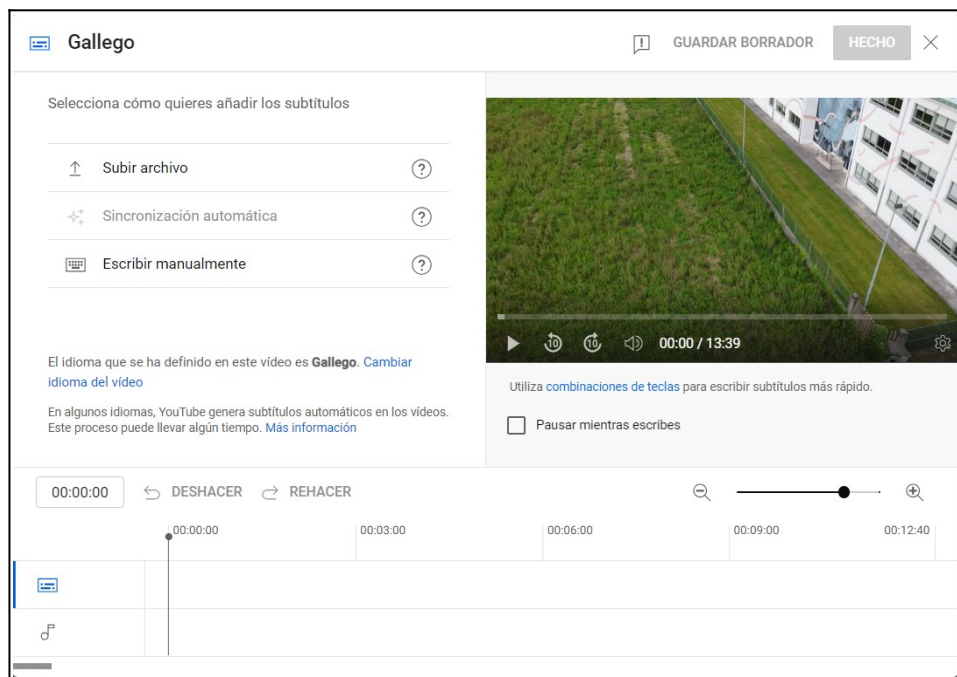 Gallego
GUARDAR BORRADOR
HECHO
Selecciona cómo quieres añadir los subtítulos
Subir archivo
?
Sincronización automática
?
Escribir manualmente
?
El idioma que se ha definido en este vídeo es Gallego. Cambiar
idioma del vídeo
En algunos idiomas, YouTube genera subtítulos automáticos en los vídeos.
Este proceso puede llevar algún tiempo. Más información
10
10
00:00 / 13:39
Utiliza combinaciones de teclas para escribir subtítulos más rápido.
Pausar mientras escribes
00:00:00
DESHACER
REHACER
00:00:00
00:03:00
00:06:00
00:09:00
00:12:40